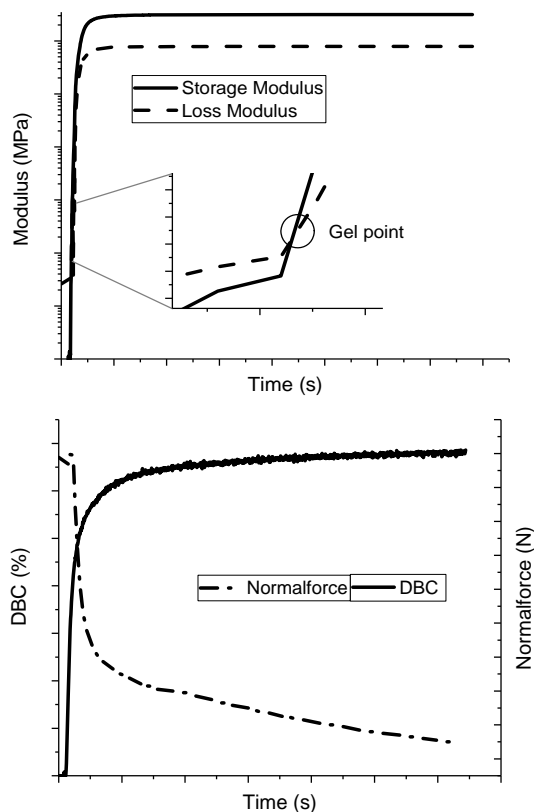 Modulus (MPa)
Storage Modulus
Loss Modulus
Gel point
Time (s)
DBC (%)
Normalforce
DBC
Normalforce (N)
Time (s)